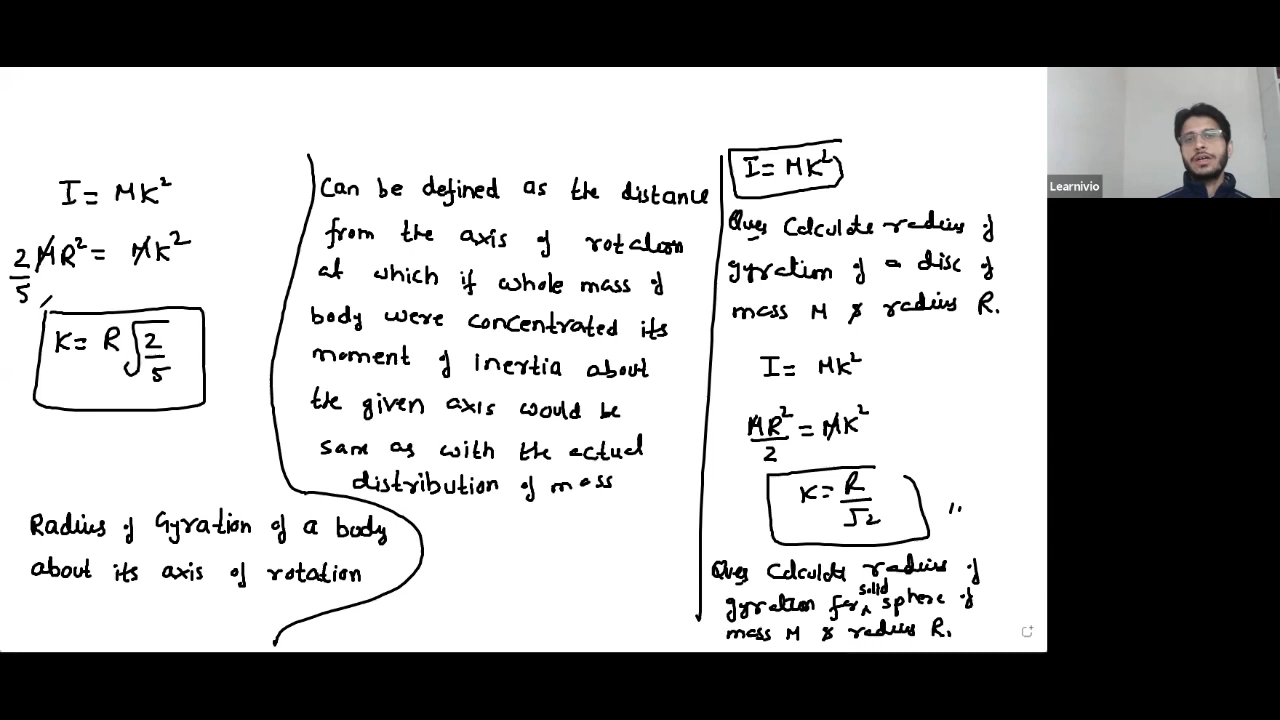 I = MK²
2/5 MR² = MK²
K = R √(2/5)
Radius of Gyration of a body
about its axis of rotation
Can be defined as the distance
from the axis of rotation
at which if whole mass of
body were concentrated its
moment of inertia about
the given axis would be
same as with the actual
distribution of mass
I = MK²
Ques Calculate radius of
gyration of a disc of
mass M & radius R.
I = MK²
MR²/2 = MK²
K = R/√2
Ques Calculate radius of
gyration for solid sphere of
mass M & radius R.
Learnivio